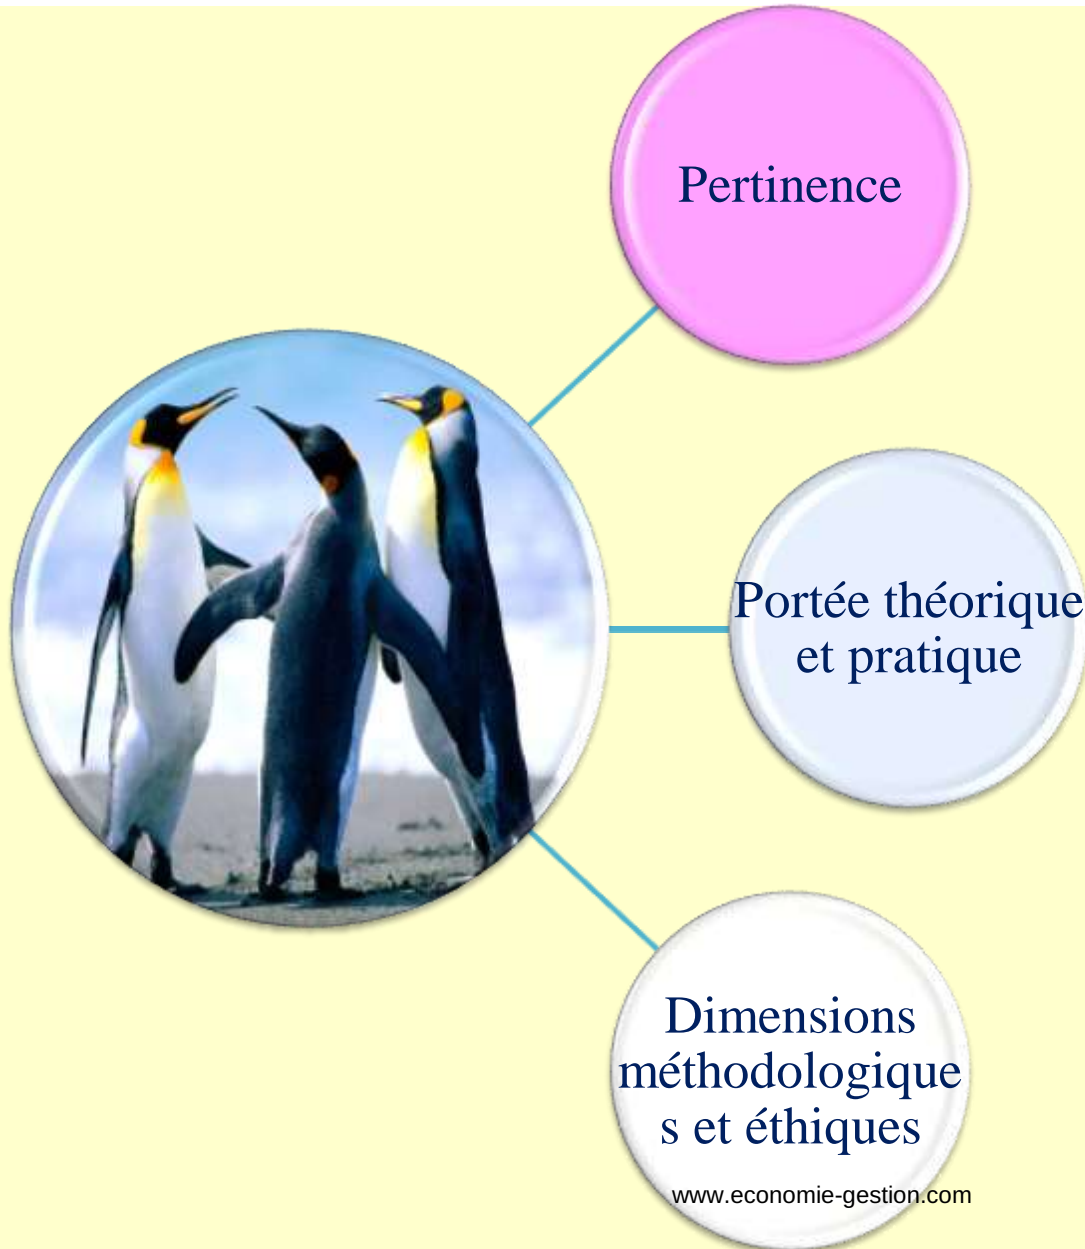 Pertinence
Portée théorique
et pratique
Dimensions
méthodologique
s et éthiques
www.economie-gestion.com